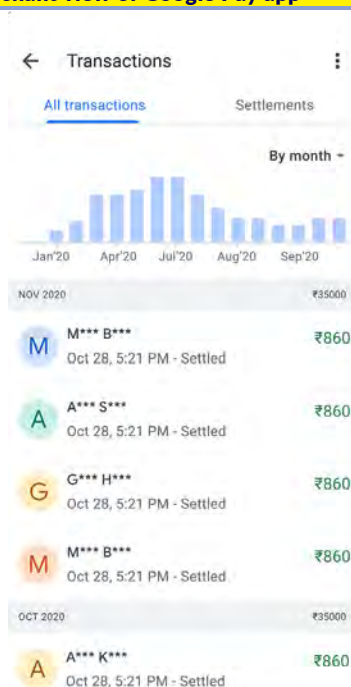 ← Transactions
All transactions Settlements
By month
Jan'20 Apr'20 Jul'20 Aug'20 Sep'20
NOV 2020 ₹35000
M M*** B*** ₹860
Oct 28, 5:21 PM - Settled
A A*** S*** ₹860
Oct 28, 5:21 PM - Settled
G G*** H*** ₹860
Oct 28, 5:21 PM - Settled
M M*** B*** ₹860
Oct 28, 5:21 PM - Settled
OCT 2020 ₹35000
A A*** K*** ₹860
Oct 28, 5:21 PM - Settled